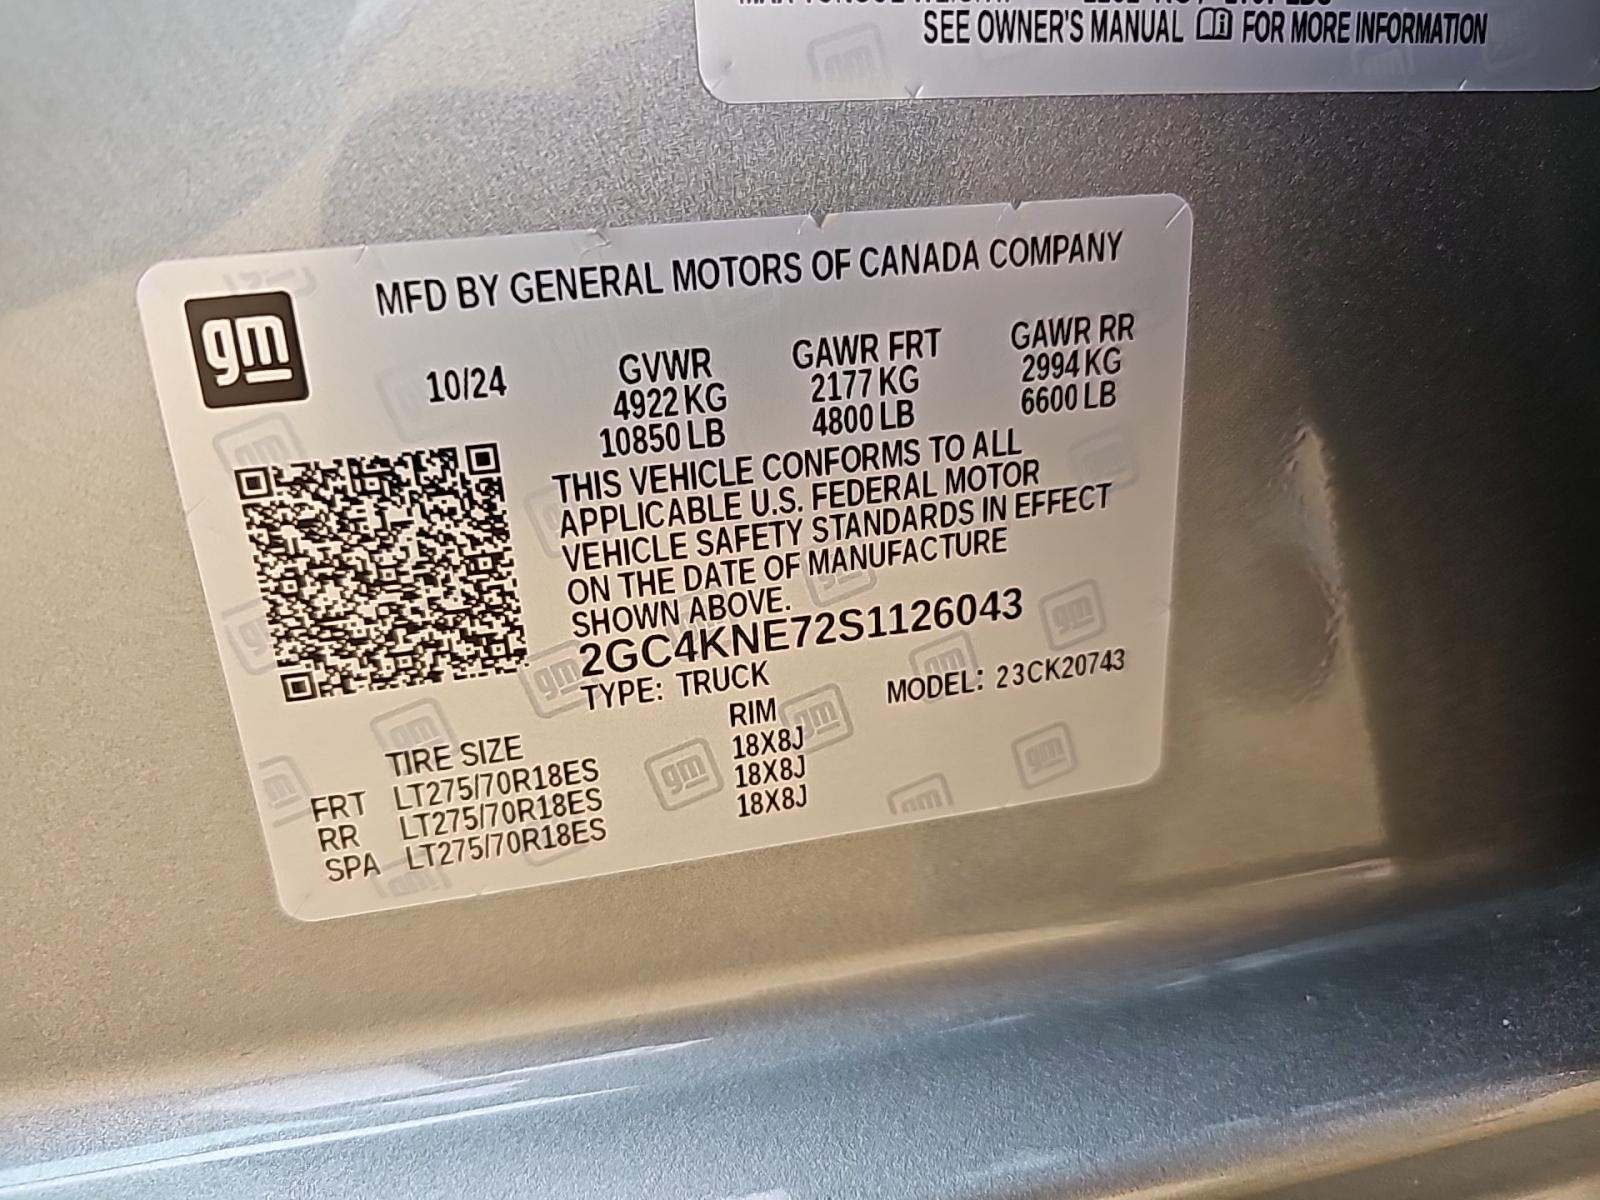 SEE OWNER'S MANUAL FOR MORE INFORMATION
MFD BY GENERAL MOTORS OF CANADA COMPANY
gm
10/24
GVWR
4922 KG
10850 LB
GAWR FRT
2177 KG
4800 LB
GAWR RR
2994 KG
6600 LB
THIS VEHICLE CONFORMS TO ALL
APPLICABLE U.S. FEDERAL MOTOR
VEHICLE SAFETY STANDARDS IN EFFECT
ON THE DATE OF MANUFACTURE
SHOWN ABOVE.
2GC4KNE72S1126043
TYPE: TRUCK
MODEL: 23CK20743
TIRE SIZE RIM
FRT LT275/70R18ES 18X8J
RR LT275/70R18ES 18X8J
SPA LT275/70R18ES 18X8J